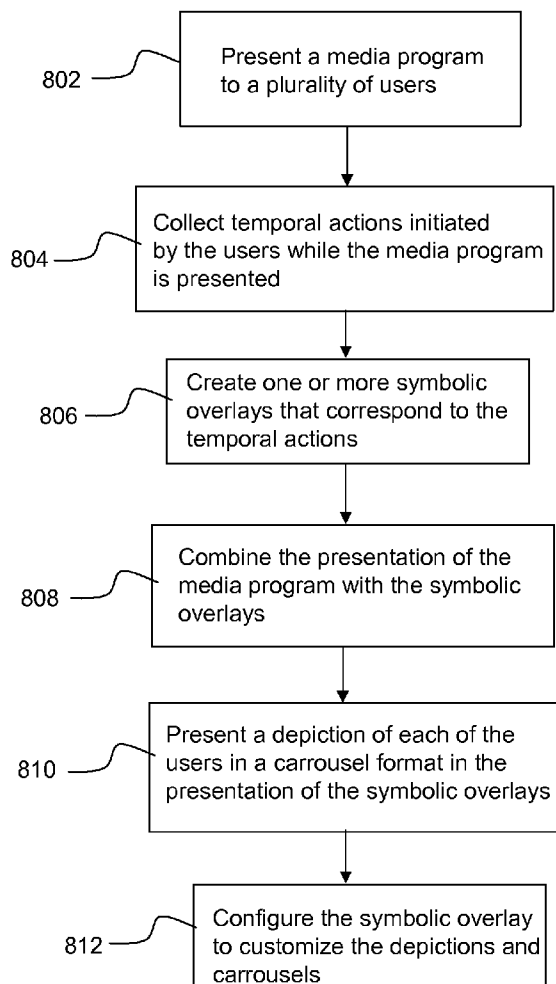 802
Present a media program
to a plurality of users
804
Collect temporal actions initiated
by the users while the media program
is presented
806
Create one or more symbolic
overlays that correspond to the
temporal actions
808
Combine the presentation of the
media program with the symbolic
overlays
810
Present a depiction of each of the
users in a carrousel format in the
presentation of the symbolic overlays
812
Configure the symbolic overlay
to customize the depictions and
carrousels